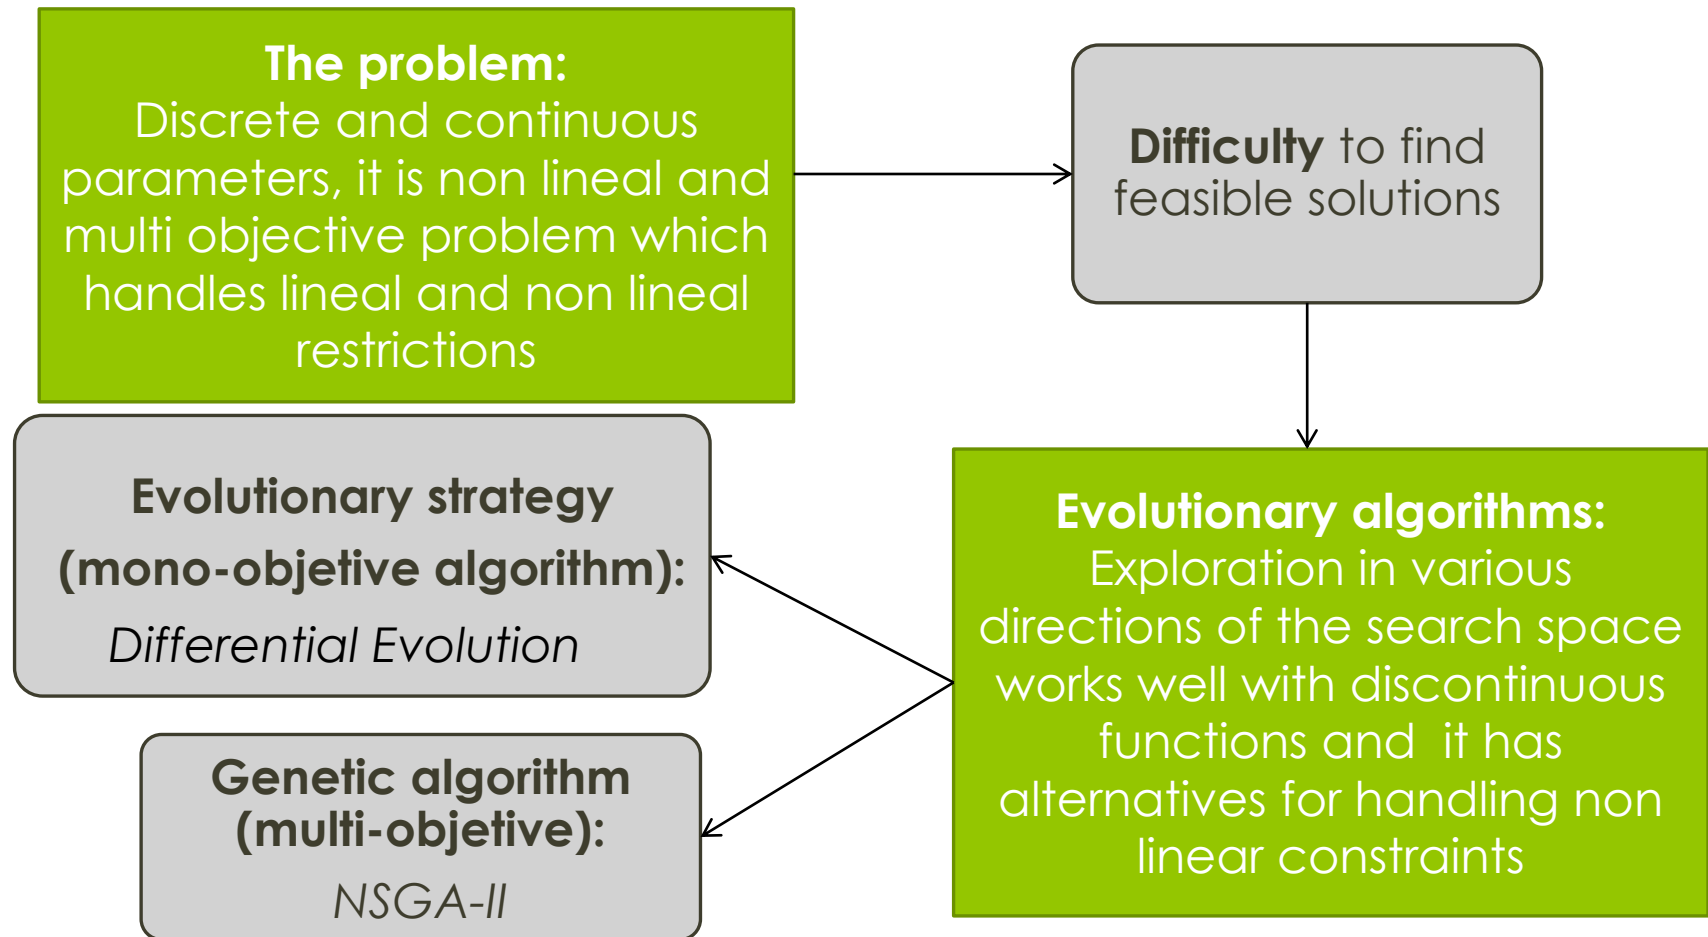 The problem:
Discrete and continuous
parameters, it is non lineal and
multi objective problem which
handles lineal and non lineal
restrictions
Difficulty to find
feasible solutions
Evolutionary algorithms:
Exploration in various
directions of the search space
works well with discontinuous
functions and  it has
alternatives for handling non
linear constraints
Evolutionary strategy
(mono-objetive algorithm):
Differential Evolution
Genetic algorithm
(multi-objetive):
NSGA-II